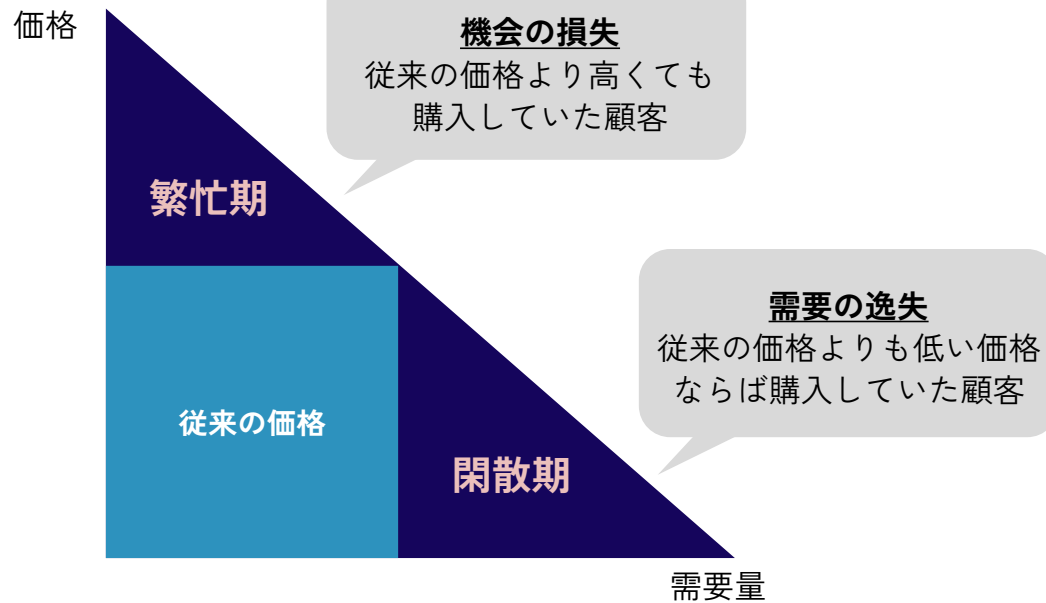 価格
機会の損失
従来の価格より高くても
購入していた顧客
繁忙期
需要の逸失
従来の価格よりも低い価格
ならば購入していた顧客
従来の価格
閑散期
需要量